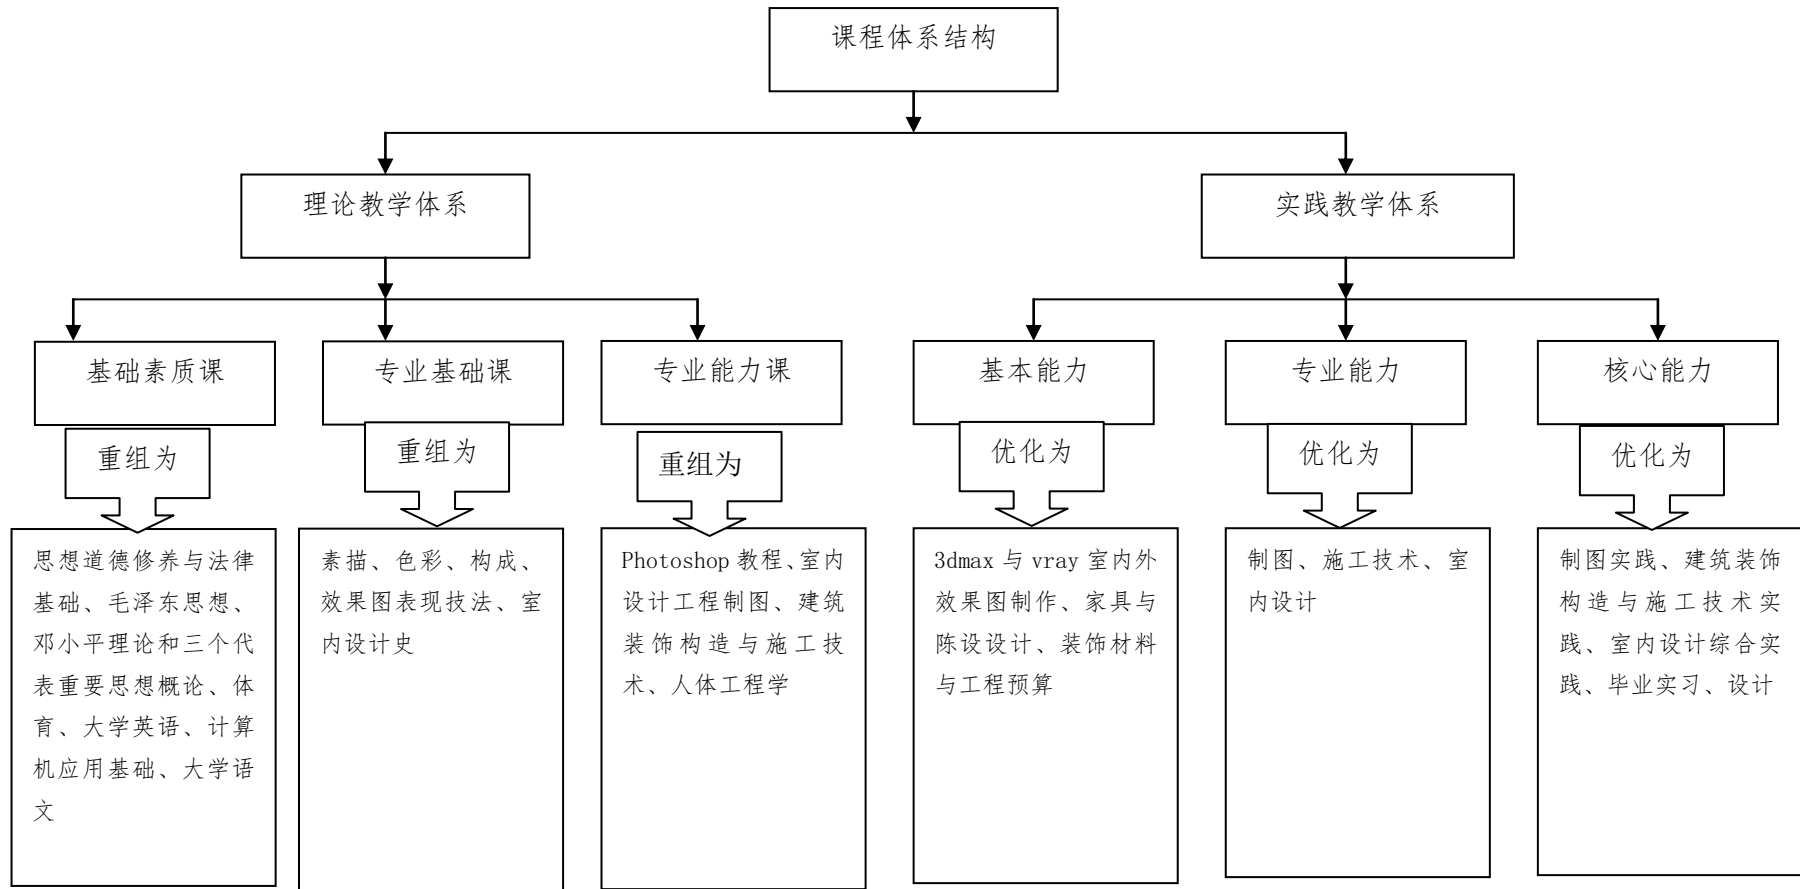 课程体系结构
理论教学体系
实践教学体系
基础素质课
专业基础课
专业能力课
基本能力
专业能力
核心能力
重组为
重组为
重组为
优化为
优化为
优化为
思想道德修养与法律
基础、毛泽东思想、
邓小平理论和三个代
表重要思想概论、体
育、大学英语、计算
机应用基础、大学语
文
素描、色彩、构成、
效果图表现技法、室
内设计史
Photoshop 教程、室内
设计工程制图、建筑
装饰构造与施工技
术、人体工程学
3dmax 与 vray 室内外
效果图制作、家具与
陈设设计、装饰材料
与工程预算
制图、施工技术、室
内设计
制图实践、建筑装饰
构造与施工技术实
践、室内设计综合实
践、毕业实习、设计